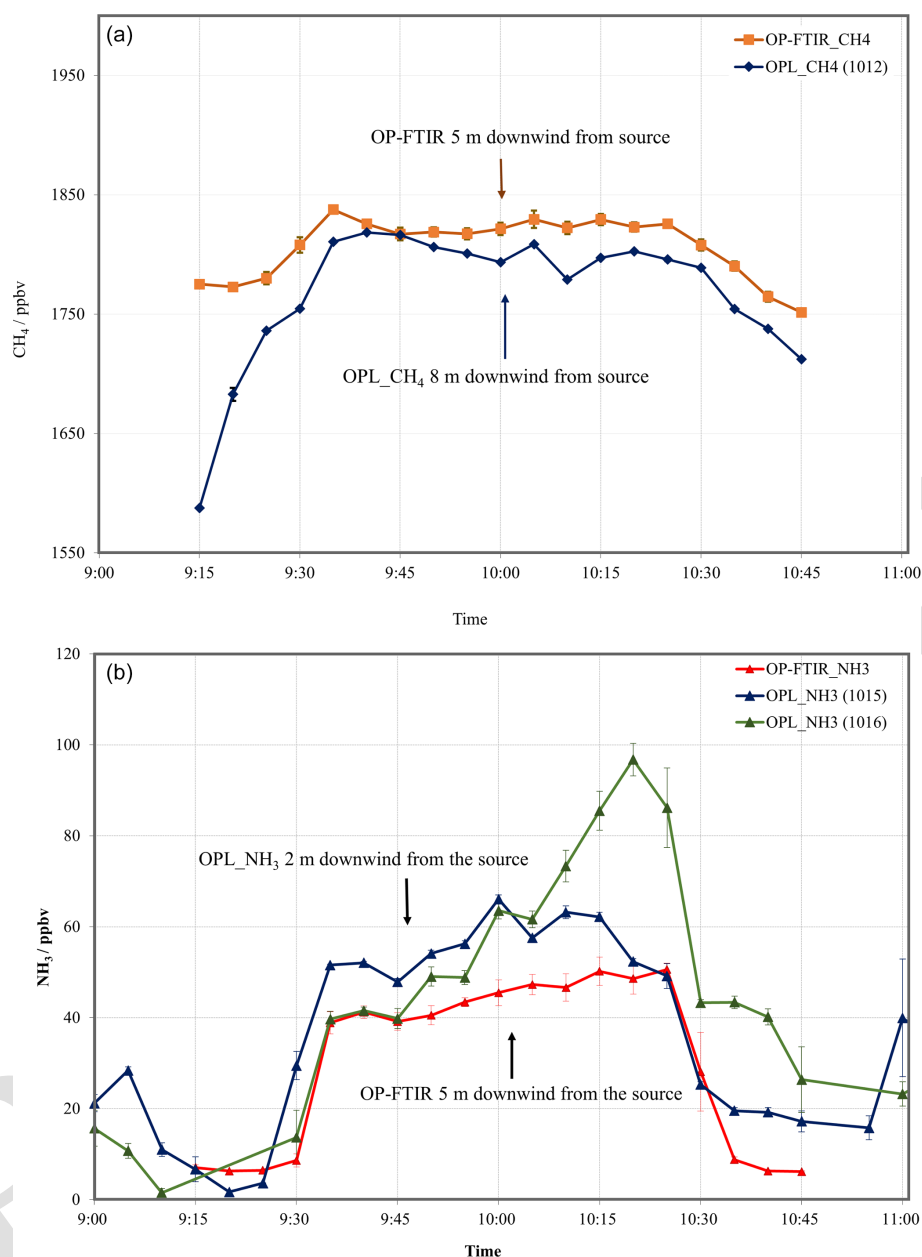 (a)
OP-FTIR_CH4
OPL_CH4 (1012)
1950
OP-FTIR 5 m downwind from source
1850
CH₄ / ppbv
1750
OPL_CH₄ 8 m downwind from source
1650
1550
9:00 9:15 9:30 9:45 10:00 10:15 10:30 10:45 11:00
Time
(b)
120
OP-FTIR_NH3
OPL_NH3 (1015)
OPL_NH3 (1016)
100
80
OPL_NH₃ 2 m downwind from the source
60
NH₃ / ppbv
40
OP-FTIR 5 m downwind from the source
20
0
9:00 9:15 9:30 9:45 10:00 10:15 10:30 10:45 11:00
Time